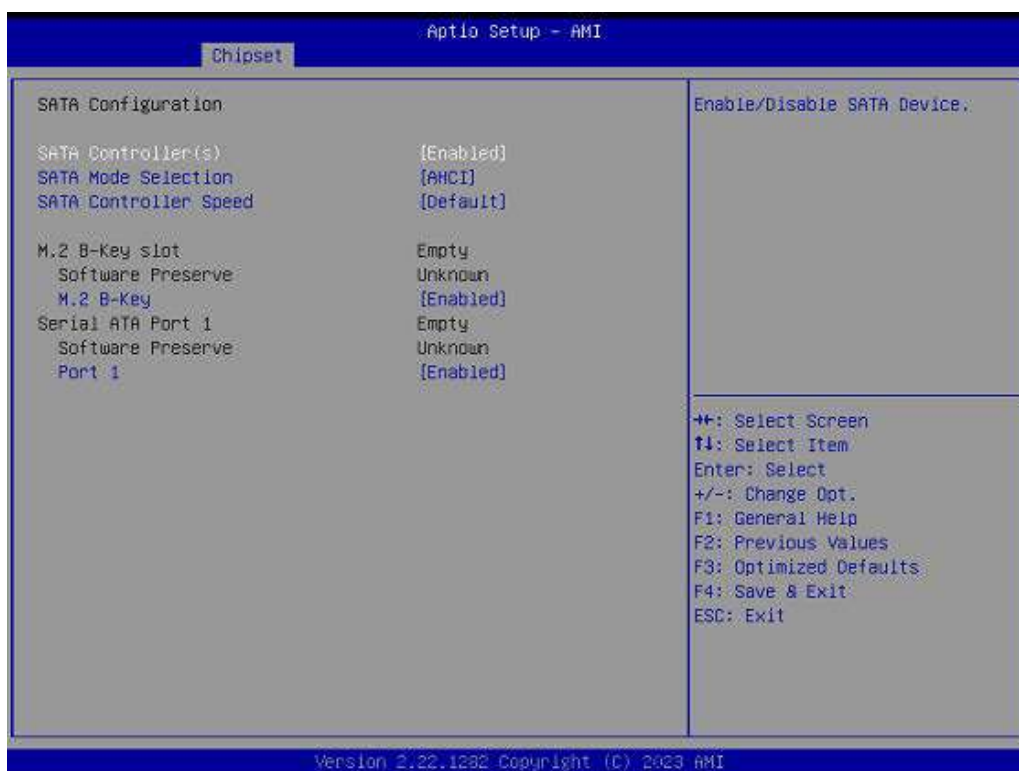 Aptio Setup - AMI
Chipset
SATA Configuration
SATA Controller(s) [Enabled]
SATA Mode Selection [AHCI]
SATA Controller Speed [Default]
M.2 B-Key slot Empty
Software Preserve Unknown
M.2 B-Key [Enabled]
Serial ATA Port 1 Empty
Software Preserve Unknown
Port 1 [Enabled]
Enable/Disable SATA Device.
→←: Select Screen
↑↓: Select Item
Enter: Select
+/-: Change Opt.
F1: General Help
F2: Previous Values
F3: Optimized Defaults
F4: Save & Exit
ESC: Exit
Version 2.22.1282 Copyright (C) 2023 AMI